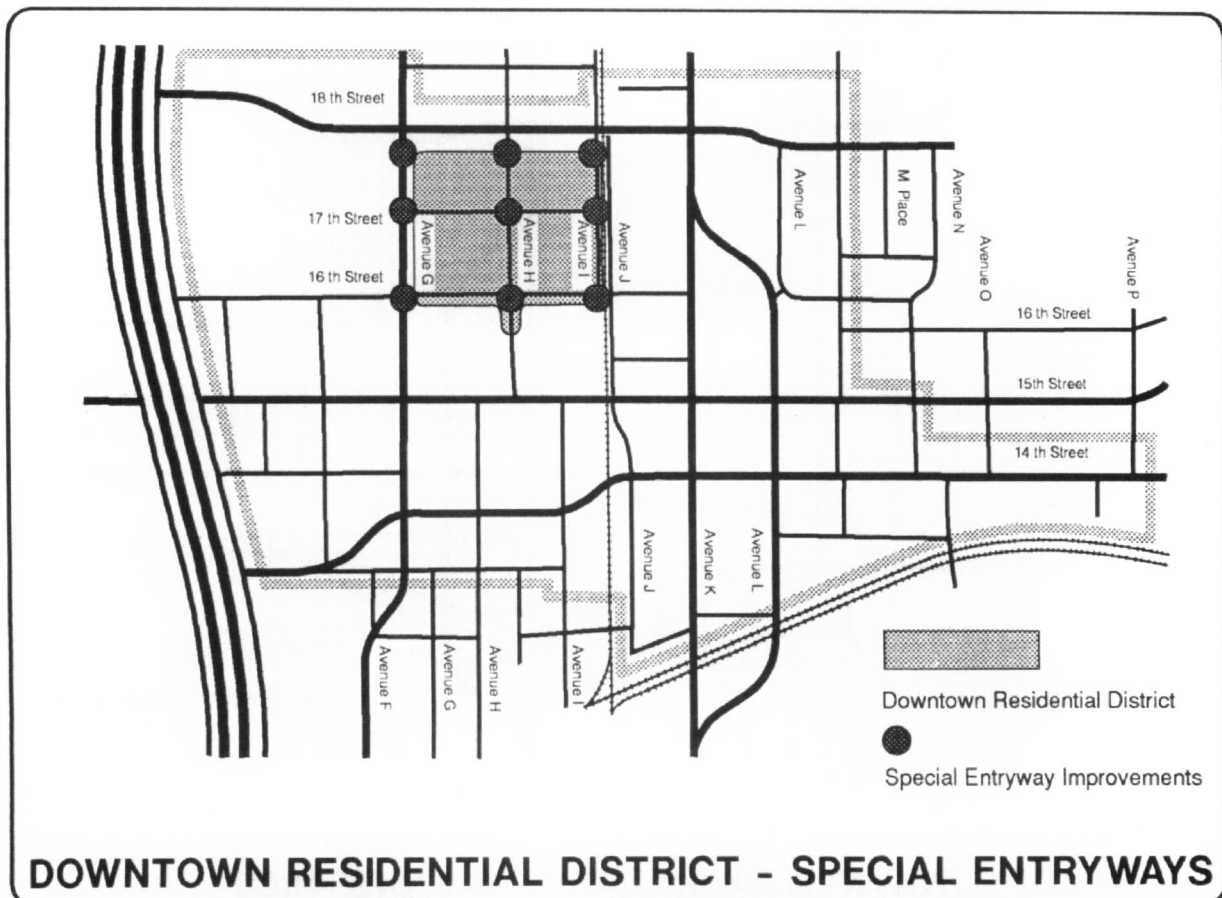 18 th Street
17 th Street
16 th Street
Avenue G
Avenue H
Avenue I
Avenue J
Avenue L
M Place
Avenue N
Avenue O
Avenue P
16 th Street
15th Street
14 th Street
Avenue J
Avenue K
Avenue L
Avenue F
Avenue G
Avenue H
Avenue I
Downtown Residential District
Special Entryway Improvements
DOWNTOWN RESIDENTIAL DISTRICT - SPECIAL ENTRYWAYS